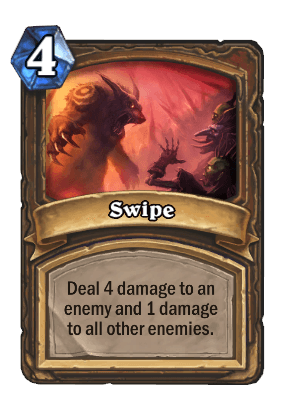 4
Swipe
Deal 4 damage to an
enemy and 1 damage
to all other enemies.